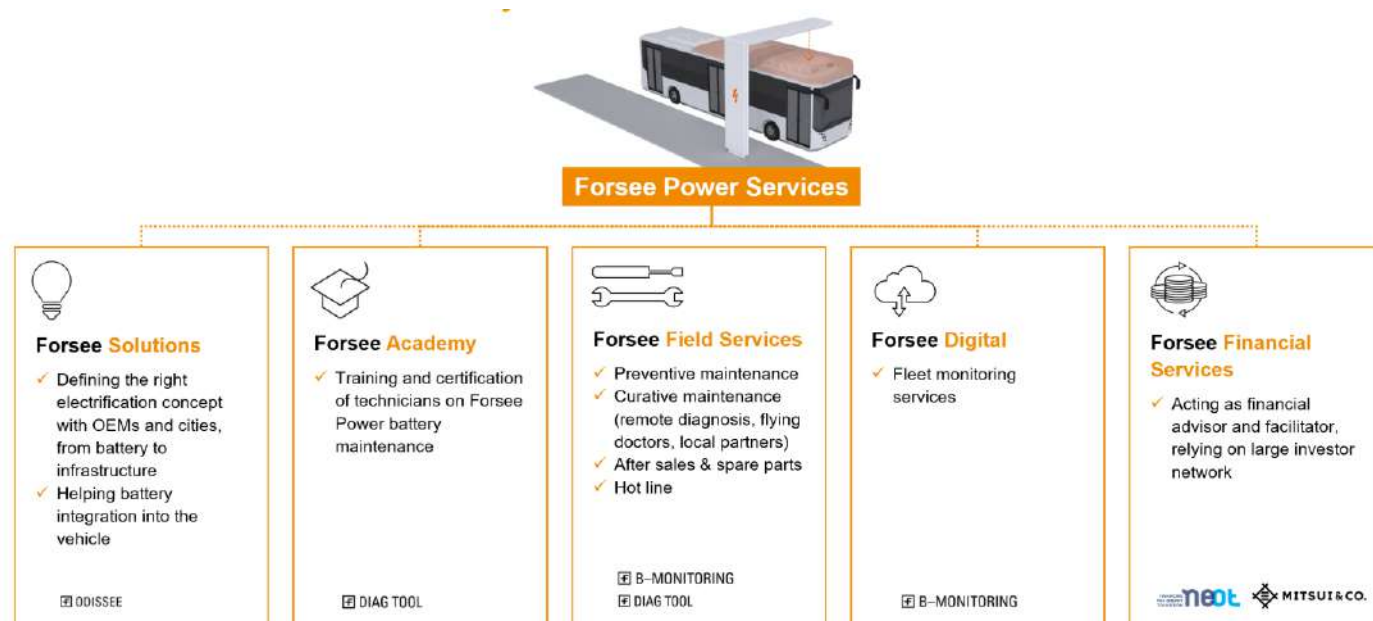 Forsee Power Services
Forsee Solutions
✓ Defining the right
electrification concept
with OEMs and cities,
from battery to
infrastructure
✓ Helping battery
integration into the
vehicle
ODISSEE
Forsee Academy
✓ Training and certification
of technicians on Forsee
Power battery
maintenance
DIAG TOOL
Forsee Field Services
✓ Preventive maintenance
✓ Curative maintenance
(remote diagnosis, flying
doctors, local partners)
✓ After sales & spare parts
✓ Hot line
B–MONITORING
DIAG TOOL
Forsee Digital
✓ Fleet monitoring
services
B–MONITORING
Forsee Financial
Services
✓ Acting as financial
advisor and facilitator,
relying on large investor
network
neot
MITSUI & CO.